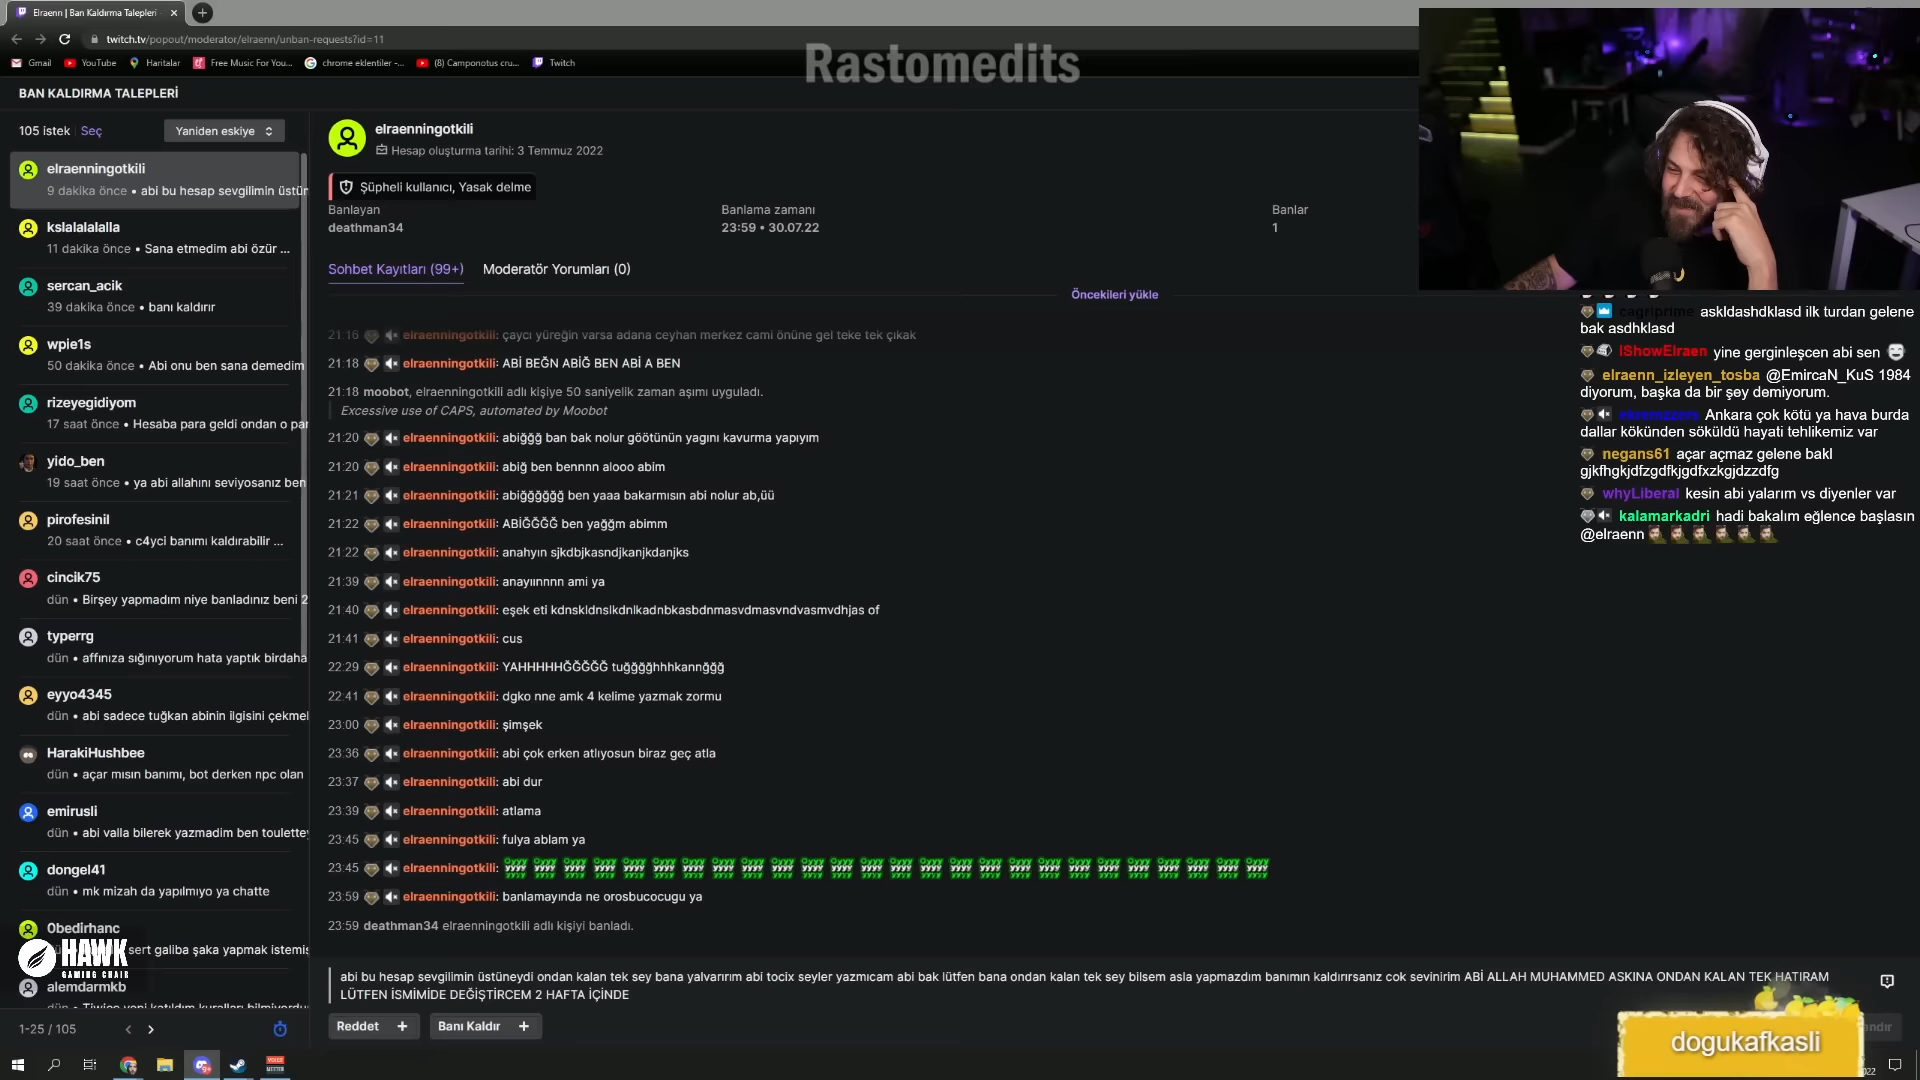 Elraenn | Ban Kaldırma Talepleri
twitch.tv/popout/moderator/elraenn/unban-requests?id=11
Gmail
YouTube
Haritalar
Free Music For You...
chrome eklentiler -...
(8) Camponotus cru...
Twitch
Rastomedits
BAN KALDIRMA TALEPLERİ
105 istek
Seç
Yaniden eskiye
elraenningotkili
9 dakika önce • abi bu hesap sevgilimin üstün
kslalalalalla
11 dakika önce • Sana etmedim abi özür ...
sercan_acik
39 dakika önce • banı kaldırır
wpie1s
50 dakika önce • Abi onu ben sana demedim
rizeyegidiyom
17 saat önce • Hesaba para geldi ondan o par
yido_ben
19 saat önce • ya abi allahını seviyosanız ben
pirofesinil
20 saat önce • c4yci banımı kaldırabilir ...
cincik75
dün • Birşey yapmadım niye banladınız beni 2
typerrg
dün • affınıza sığınıyorum hata yaptık birdaha
eyyo4345
dün • abi sadece tuğkan abinin ilgisini çekmel
HarakiHushbee
dün • açar mısın banımı, bot derken npc olan
emirusli
dün • abi valla bilerek yazmadim ben toulettey
dongel41
dün • mk mizah da yapılmıyo ya chatte
0bedirhanc
sert galiba şaka yapmak istemis
HAWK
GAMING CHAIR
alemdarmkb
1-25 / 105
elraenningotkili
Hesap oluşturma tarihi: 3 Temmuz 2022
Şüpheli kullanıcı, Yasak delme
Banlayan
deathman34
Banlama zamanı
23:59 • 30.07.22
Banlar
1
Sohbet Kayıtları (99+)
Moderatör Yorumları (0)
Öncekileri yükle
21:16 elraenningotkili: çaycı yüreğin varsa adana ceyhan merkez cami önüne gel teke tek çıkak
21:18 elraenningotkili: ABİ BEĞN ABİĞ BEN ABİ A BEN
21:18 moobot, elraenningotkili adlı kişiye 50 saniyelik zaman aşımı uyguladı.
Excessive use of CAPS, automated by Moobot
21:20 elraenningotkili: abiğğğ ban bak nolur göötünün yagını kavurma yapıyım
21:20 elraenningotkili: abiğ ben bennnn alooo abim
21:21 elraenningotkili: abiğğğğğğ ben yaaa bakarmısın abi nolur ab,üü
21:22 elraenningotkili: ABİĞĞĞĞ ben yağğm abimm
21:22 elraenningotkili: anahyın sjkdbjkasndjkanjkdanjks
21:39 elraenningotkili: anayıınnnn ami ya
21:40 elraenningotkili: eşek eti kdnskldnslkdnlkadnbkasbdnmasvdmasvndvasmvdhjas of
21:41 elraenningotkili: cus
22:29 elraenningotkili: YAHHHHHĞĞĞĞĞ tuğğğğhhhkannğğğ
22:41 elraenningotkili: dgko nne amk 4 kelime yazmak zormu
23:00 elraenningotkili: şimşek
23:36 elraenningotkili: abi çok erken atlıyosun biraz geç atla
23:37 elraenningotkili: abi dur
23:39 elraenningotkili: atlama
23:45 elraenningotkili: fulya ablam ya
23:45 elraenningotkili:
23:59 elraenningotkili: banlamayında ne orosbucocugu ya
23:59 deathman34 elraenningotkili adlı kişiyi banladı.
abi bu hesap sevgilimin üstüneydi ondan kalan tek sey bana yalvarırım abi tocix seyler yazmıcam abi bak lütfen bana ondan kalan tek sey bilsem asla yapmazdım banımın kaldırırsanız cok sevinirim ABİ ALLAH MUHAMMED ASKINA ONDAN KALAN TEK HATIRAM
LÜTFEN İSMİMİDE DEĞİŞTİRCEM 2 HAFTA İÇİNDE
Reddet
Banı Kaldır
cagriprime askldashdklasd ilk turdan gelene
bak asdhklasd
IShowElraen yine gerginleşcen abi sen
elraenn_izleyen_tosba @EmircaN_KuS 1984
diyorum, başka da bir şey demiyorum.
Ankara çok kötü ya hava burda
dallar kökünden söküldü hayati tehlikemiz var
negans61 açar açmaz gelene bakl
gjkfhgkjdfzgdfkjgdfxzkgjdzzdfg
whyLiberal kesin abi yalarım vs diyenler var
kalamarkadri hadi bakalım eğlence başlasın
@elraenn
dogukafkasli